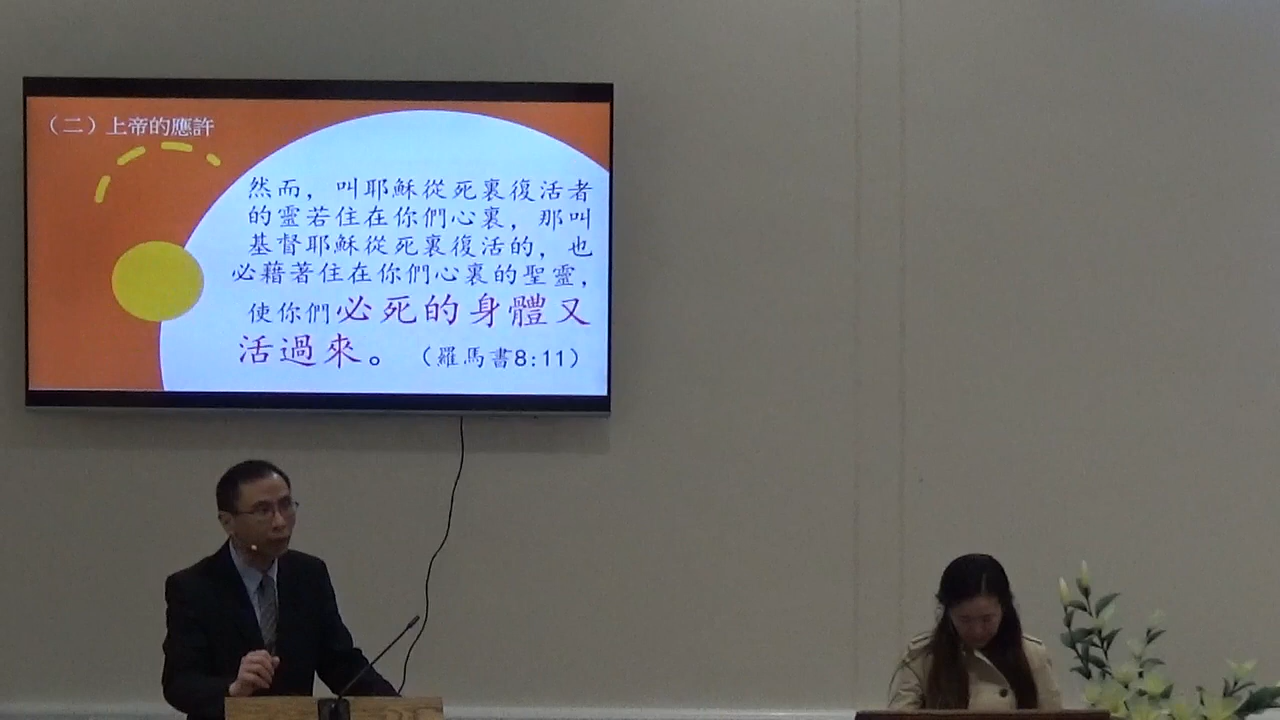 （二）上帝的應許
然而，叫耶穌從死裏復活者
的靈若住在你們心裏，那叫
基督耶穌從死裏復活的，也
必藉著住在你們心裏的聖靈，
使你們必死的身體又
活過來。（羅馬書8:11）